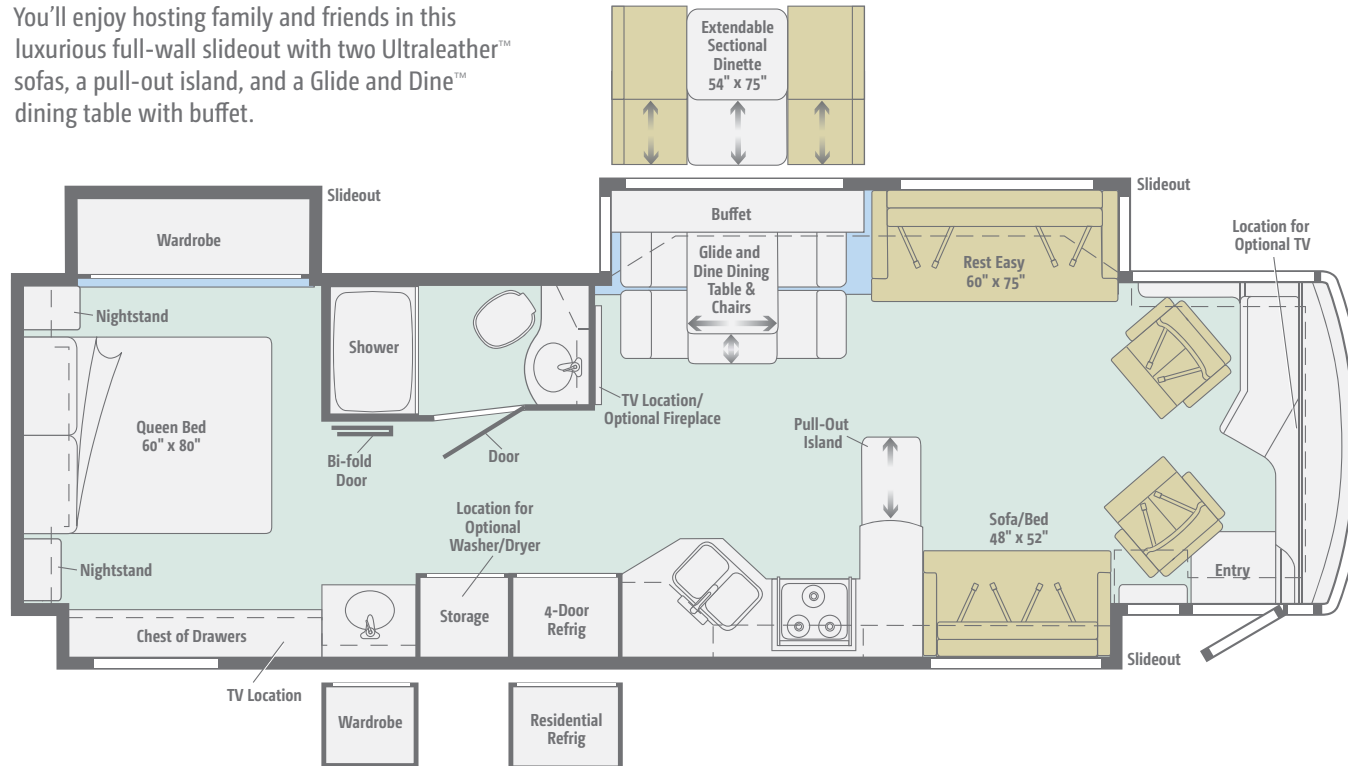 You’ll enjoy hosting family and friends in this
luxurious full-wall slideout with two Ultraleather™
sofas, a pull-out island, and a Glide and Dine™
dining table with buffet.
Extendable
Sectional
Dinette
54" x 75"
Slideout
Slideout
Wardrobe
Buffet
Location for
Optional TV
Glide and
Dine Dining
Table &
Chairs
Rest Easy
60" x 75"
Nightstand
Shower
TV Location/
Optional Fireplace
Queen Bed
60" x 80"
Pull-Out
Island
Bi-fold
Door
Door
Location for
Optional
Washer/Dryer
Sofa/Bed
48" x 52"
Nightstand
Entry
Storage
4-Door
Refrig
Chest of Drawers
Slideout
TV Location
Wardrobe
Residential
Refrig